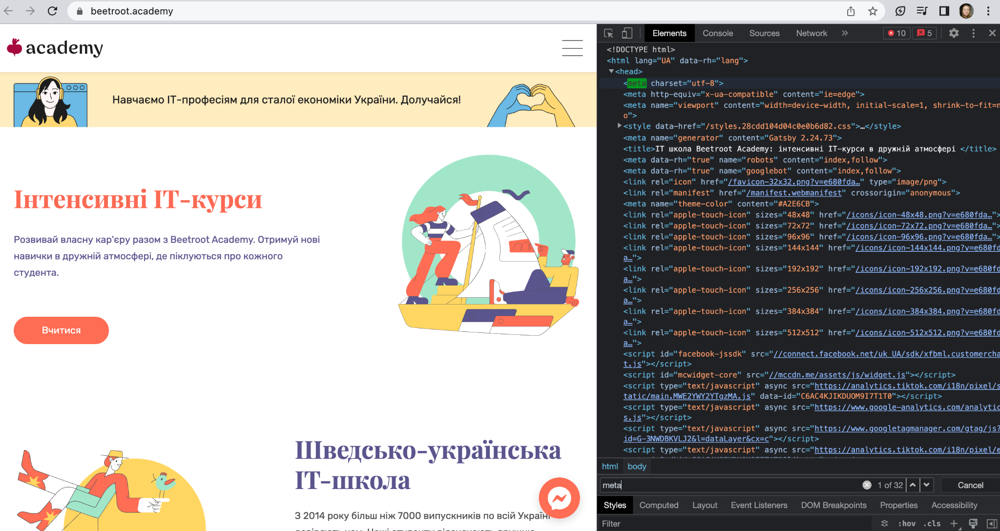 beetroot.academy
academy
Навчаємо ІТ-професіям для сталої економіки України. Долучайся!
Інтенсивні ІТ-курси
Розвивай власну кар'єру разом з Beetroot Academy. Отримуй нові
навички в дружній атмосфері, де піклуються про кожного
студента.
Вчитися
Шведсько-українська
ІТ-школа
З 2014 року більш ніж 7000 випускників по всій Україні
Elements Console Sources Network » 10 5
<!DOCTYPE html>
<html lang="UA" data-rh="lang">
<head>
<meta charset="utf-8">
<meta http-equiv="x-ua-compatible" content="ie=edge">
<meta name="viewport" content="width=device-width, initial-scale=1, shrink-to-fit=n
o">
<style data-href="/styles.28cdd104d04c0e0b6d82.css">…</style>
<meta name="generator" content="Gatsby 2.24.73">
<title>IT школа Beetroot Academy: інтенсивні ІТ-курси в дружній атмосфері </title>
<meta data-rh="true" name="robots" content="index,follow">
<meta data-rh="true" name="googlebot" content="index,follow">
<link rel="icon" href="/favicon-32x32.png?v=e680fda…" type="image/png">
<link rel="manifest" href="/manifest.webmanifest" crossorigin="anonymous">
<meta name="theme-color" content="#A2E6CB">
<link rel="apple-touch-icon" sizes="48x48" href="/icons/icon-48x48.png?v=e680fda…">
<link rel="apple-touch-icon" sizes="72x72" href="/icons/icon-72x72.png?v=e680fda…">
<link rel="apple-touch-icon" sizes="96x96" href="/icons/icon-96x96.png?v=e680fda…">
<link rel="apple-touch-icon" sizes="144x144" href="/icons/icon-144x144.png?v=e680fd
a…">
<link rel="apple-touch-icon" sizes="192x192" href="/icons/icon-192x192.png?v=e680fd
a…">
<link rel="apple-touch-icon" sizes="256x256" href="/icons/icon-256x256.png?v=e680fd
a…">
<link rel="apple-touch-icon" sizes="384x384" href="/icons/icon-384x384.png?v=e680fd
a…">
<link rel="apple-touch-icon" sizes="512x512" href="/icons/icon-512x512.png?v=e680fd
a…">
<script id="facebook-jssdk" src="//connect.facebook.net/uk_UA/sdk/xfbml.customercha
t.js"></script>
<script id="mcwidget-core" src="//mccdn.me/assets/js/widget.js"></script>
<script type="text/javascript" async src="https://analytics.tiktok.com/i18n/pixel/s
tatic/main.MWE2YWY2YTgzMA.js" data-id="C6AC4KJIKDUOM9I7T1T0"></script>
<script type="text/javascript" async src="https://www.google-analytics.com/analytic
s.js"></script>
<script type="text/javascript" async src="https://www.googletagmanager.com/gtag/js?
id=G-3NWDBKVLJ2&l=dataLayer&cx=c"></script>
<script type="text/javascript" async src="https://analytics.tiktok.com/i18n/pixel/e
html body
meta 1 of 32 Cancel
Styles Computed Layout Event Listeners DOM Breakpoints Properties Accessibility
Filter :hov .cls